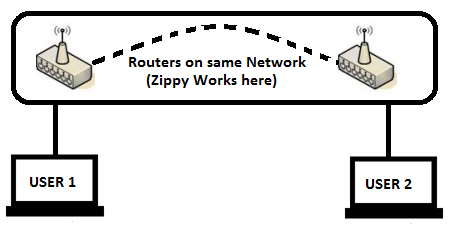 Routers on same Network
(Zippy Works here)
USER 1
USER 2